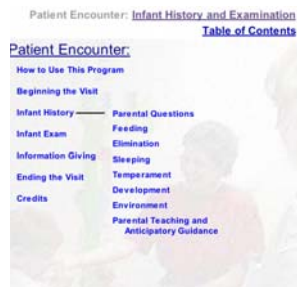 Patient Encounter: Infant History and Examination
Table of Contents
Patient Encounter:
How to Use This Program
Beginning the Visit
Infant History
Infant Exam
Information Giving
Ending the Visit
Credits
Parental Questions
Feeding
Elimination
Sleeping
Temperament
Development
Environment
Parental Teaching and
Anticipatory Guidance